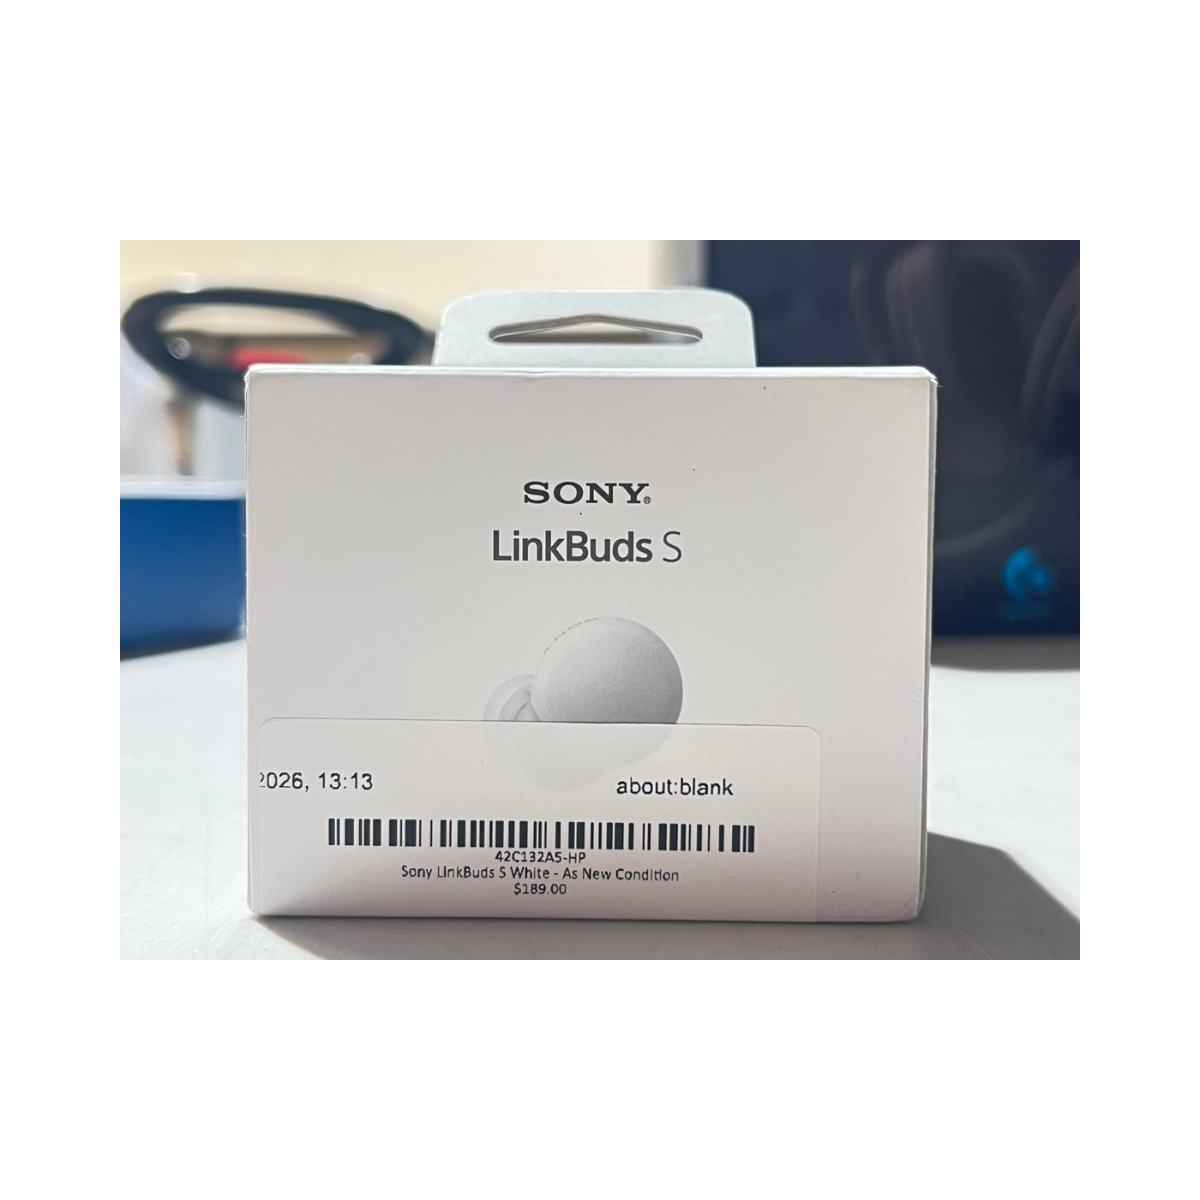 SONY®
LinkBuds S
2026, 13:13
about:blank
42C132A5-HP
Sony LinkBuds S White - As New Condition
$189.00